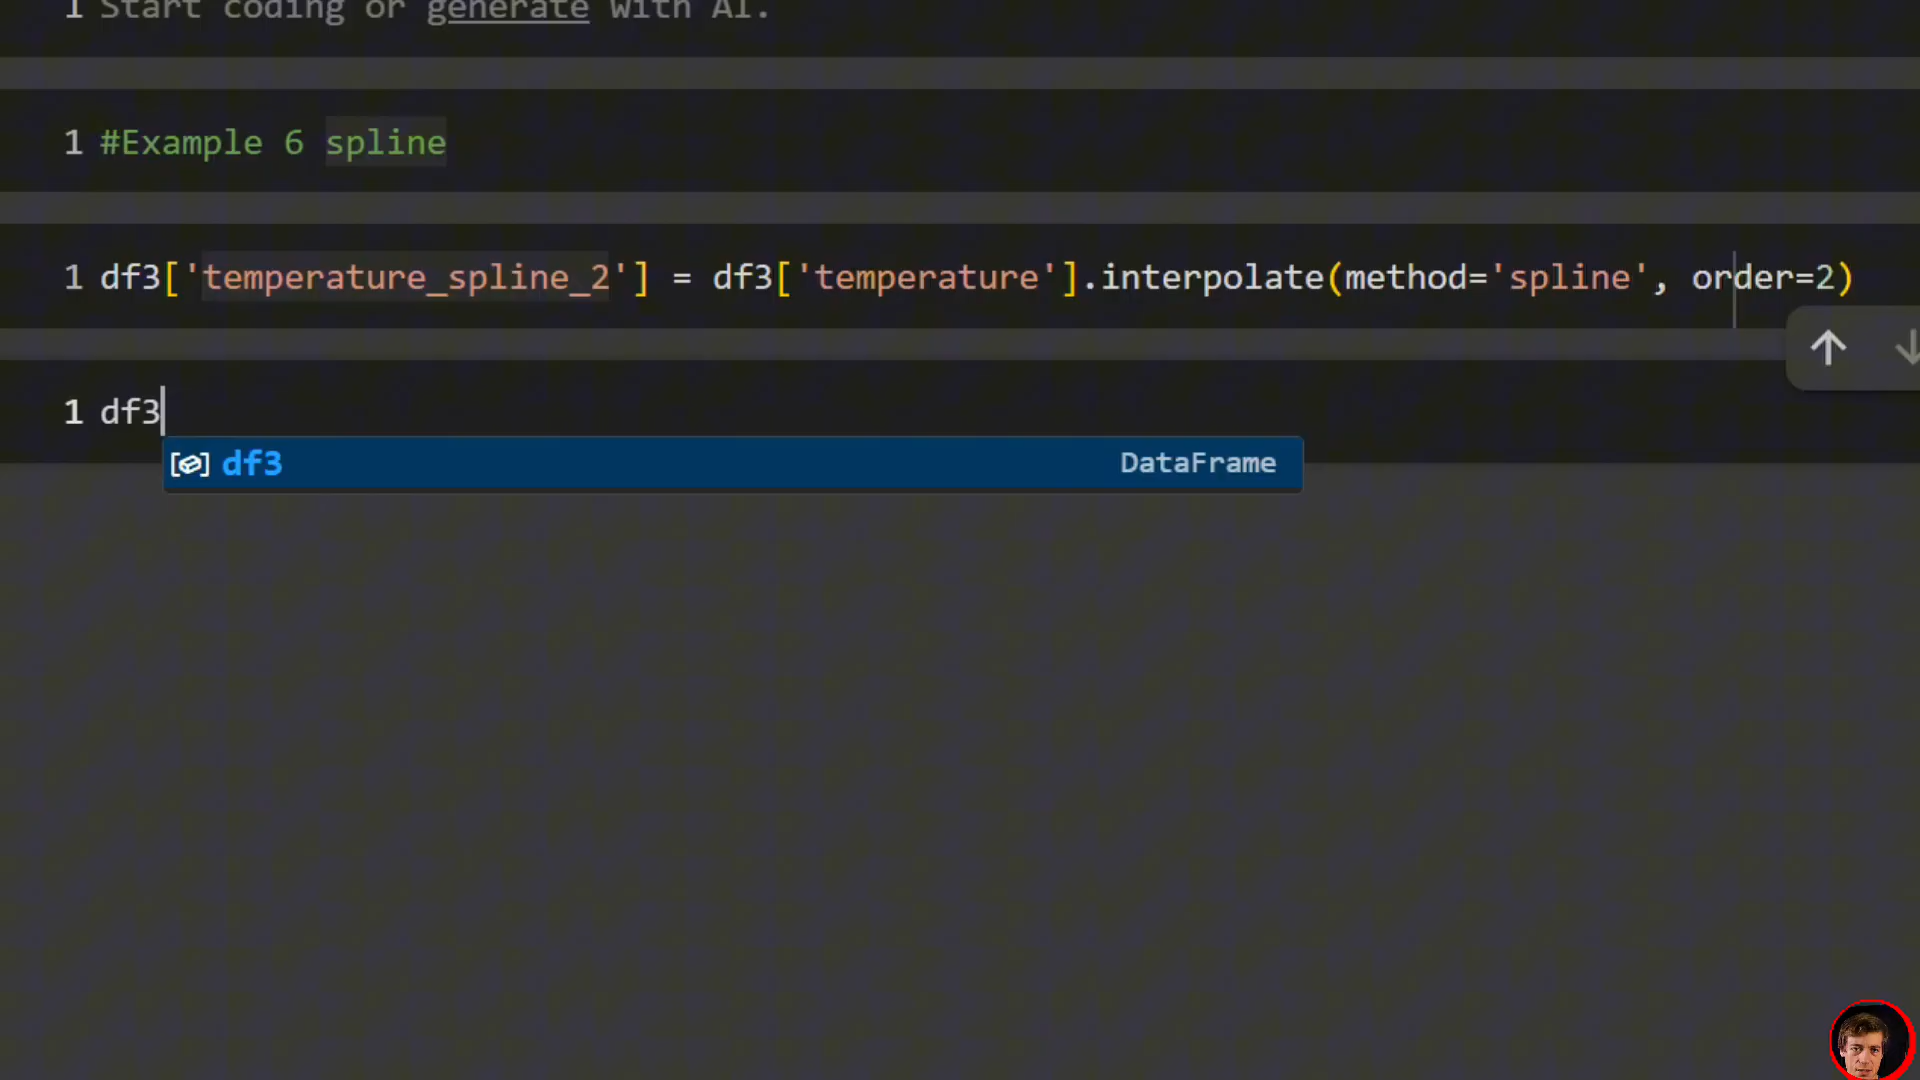 1 Start coding or generate with AI.
1 #Example 6 spline
1 df3['temperature_spline_2'] = df3['temperature'].interpolate(method='spline', order=2)
1 df3
df3 DataFrame